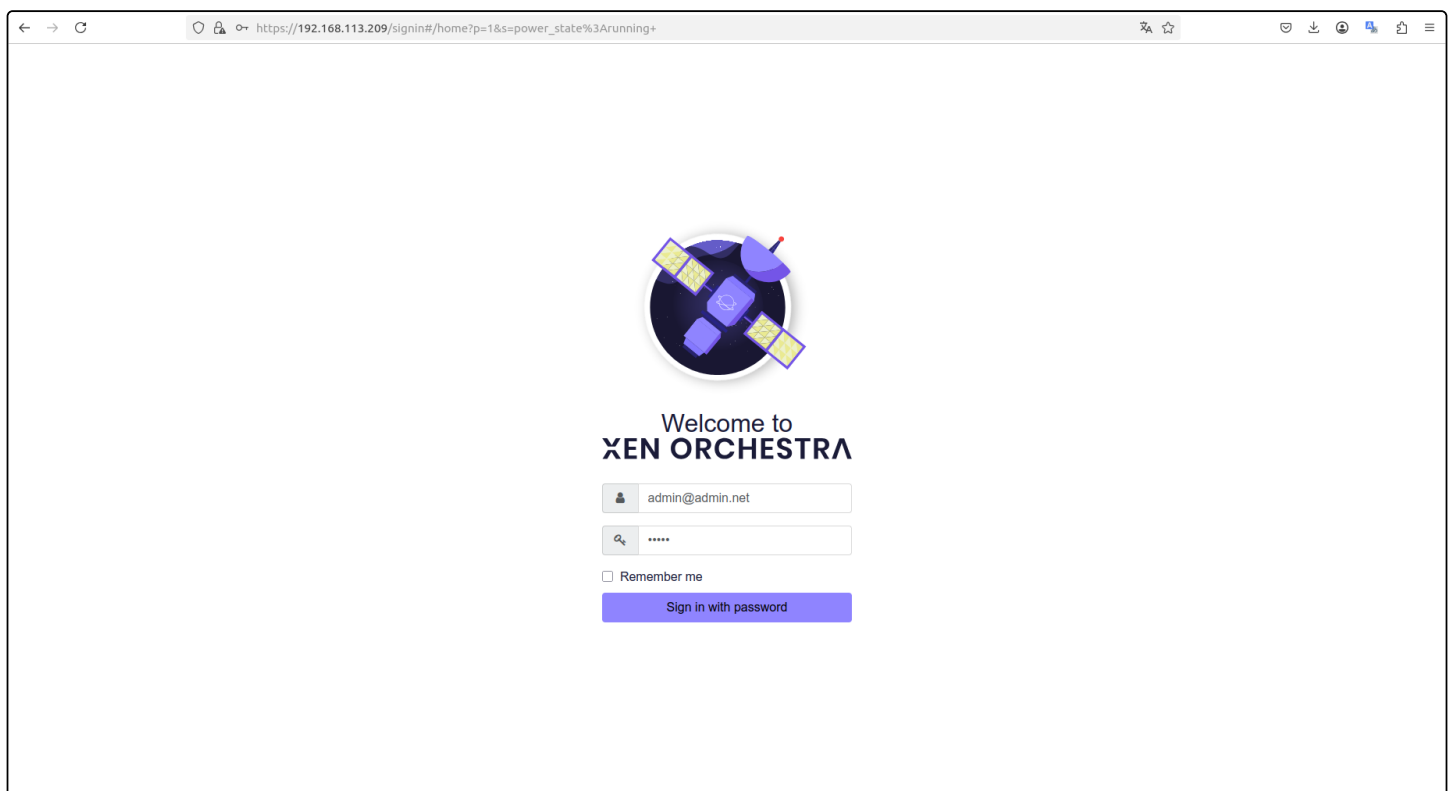 https://192.168.113.209/signin#/home?p=1&s=power_state%3Arunning+
Welcome to
XEN ORCHESTRA
admin@admin.net
•••••
Remember me
Sign in with password